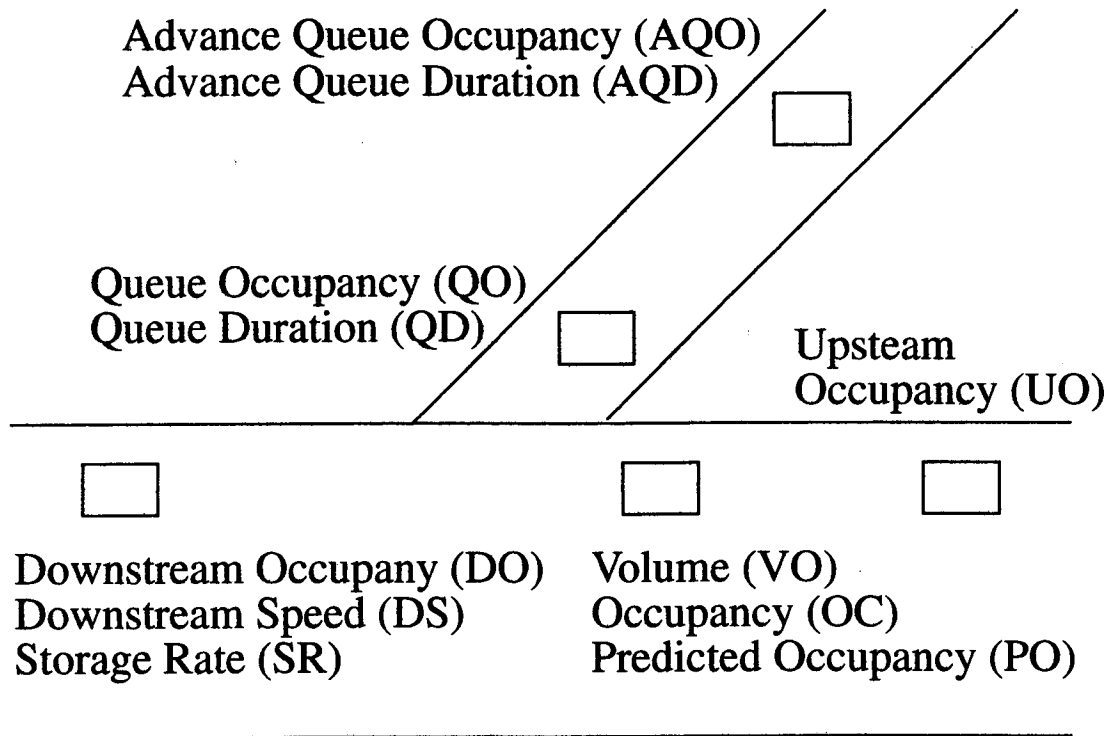 Advance Queue Occupancy (AQO)
Advance Queue Duration (AQD)
Queue Occupancy (QO)
Queue Duration (QD)
Upsteam
Occupancy (UO)
Downstream Occupany (DO)
Downstream Speed (DS)
Storage Rate (SR)
Volume (VO)
Occupancy (OC)
Predicted Occupancy (PO)